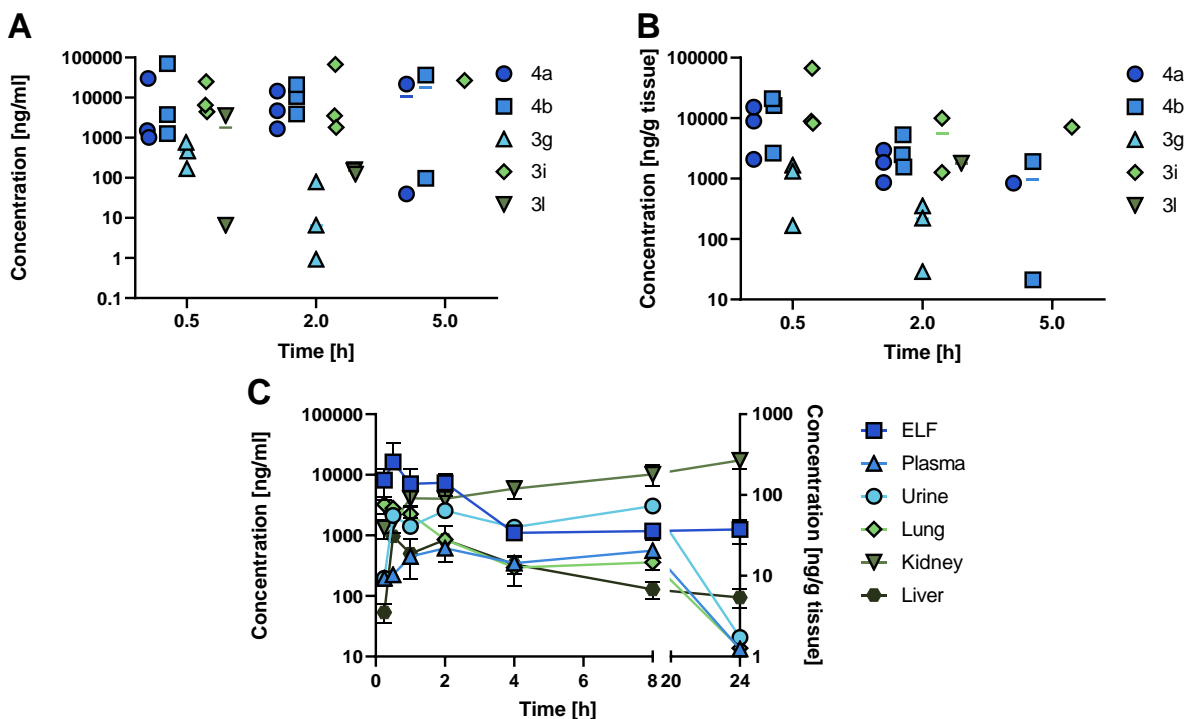 A
Concentration [ng/ml]
100000
10000
1000
100
10
1
0.1
0.5
2.0
5.0
Time [h]
4a
4b
3g
3i
3l
B
Concentration [ng/g tissue]
100000
10000
1000
100
10
0.5
2.0
5.0
Time [h]
4a
4b
3g
3i
3l
C
Concentration [ng/ml]
100000
10000
1000
100
10
0
2
4
6
8
20
24
Time [h]
1000
100
10
1
Concentration [ng/g tissue]
ELF
Plasma
Urine
Lung
Kidney
Liver